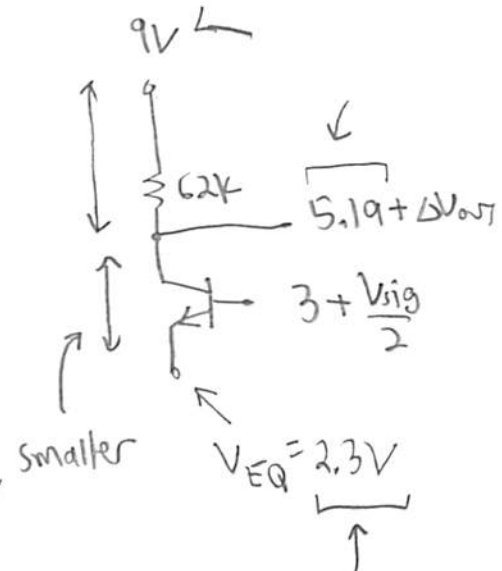 9V
62K
5.19 + ΔVout
3 + Vsig/2
smaller
VEQ = 2.3V